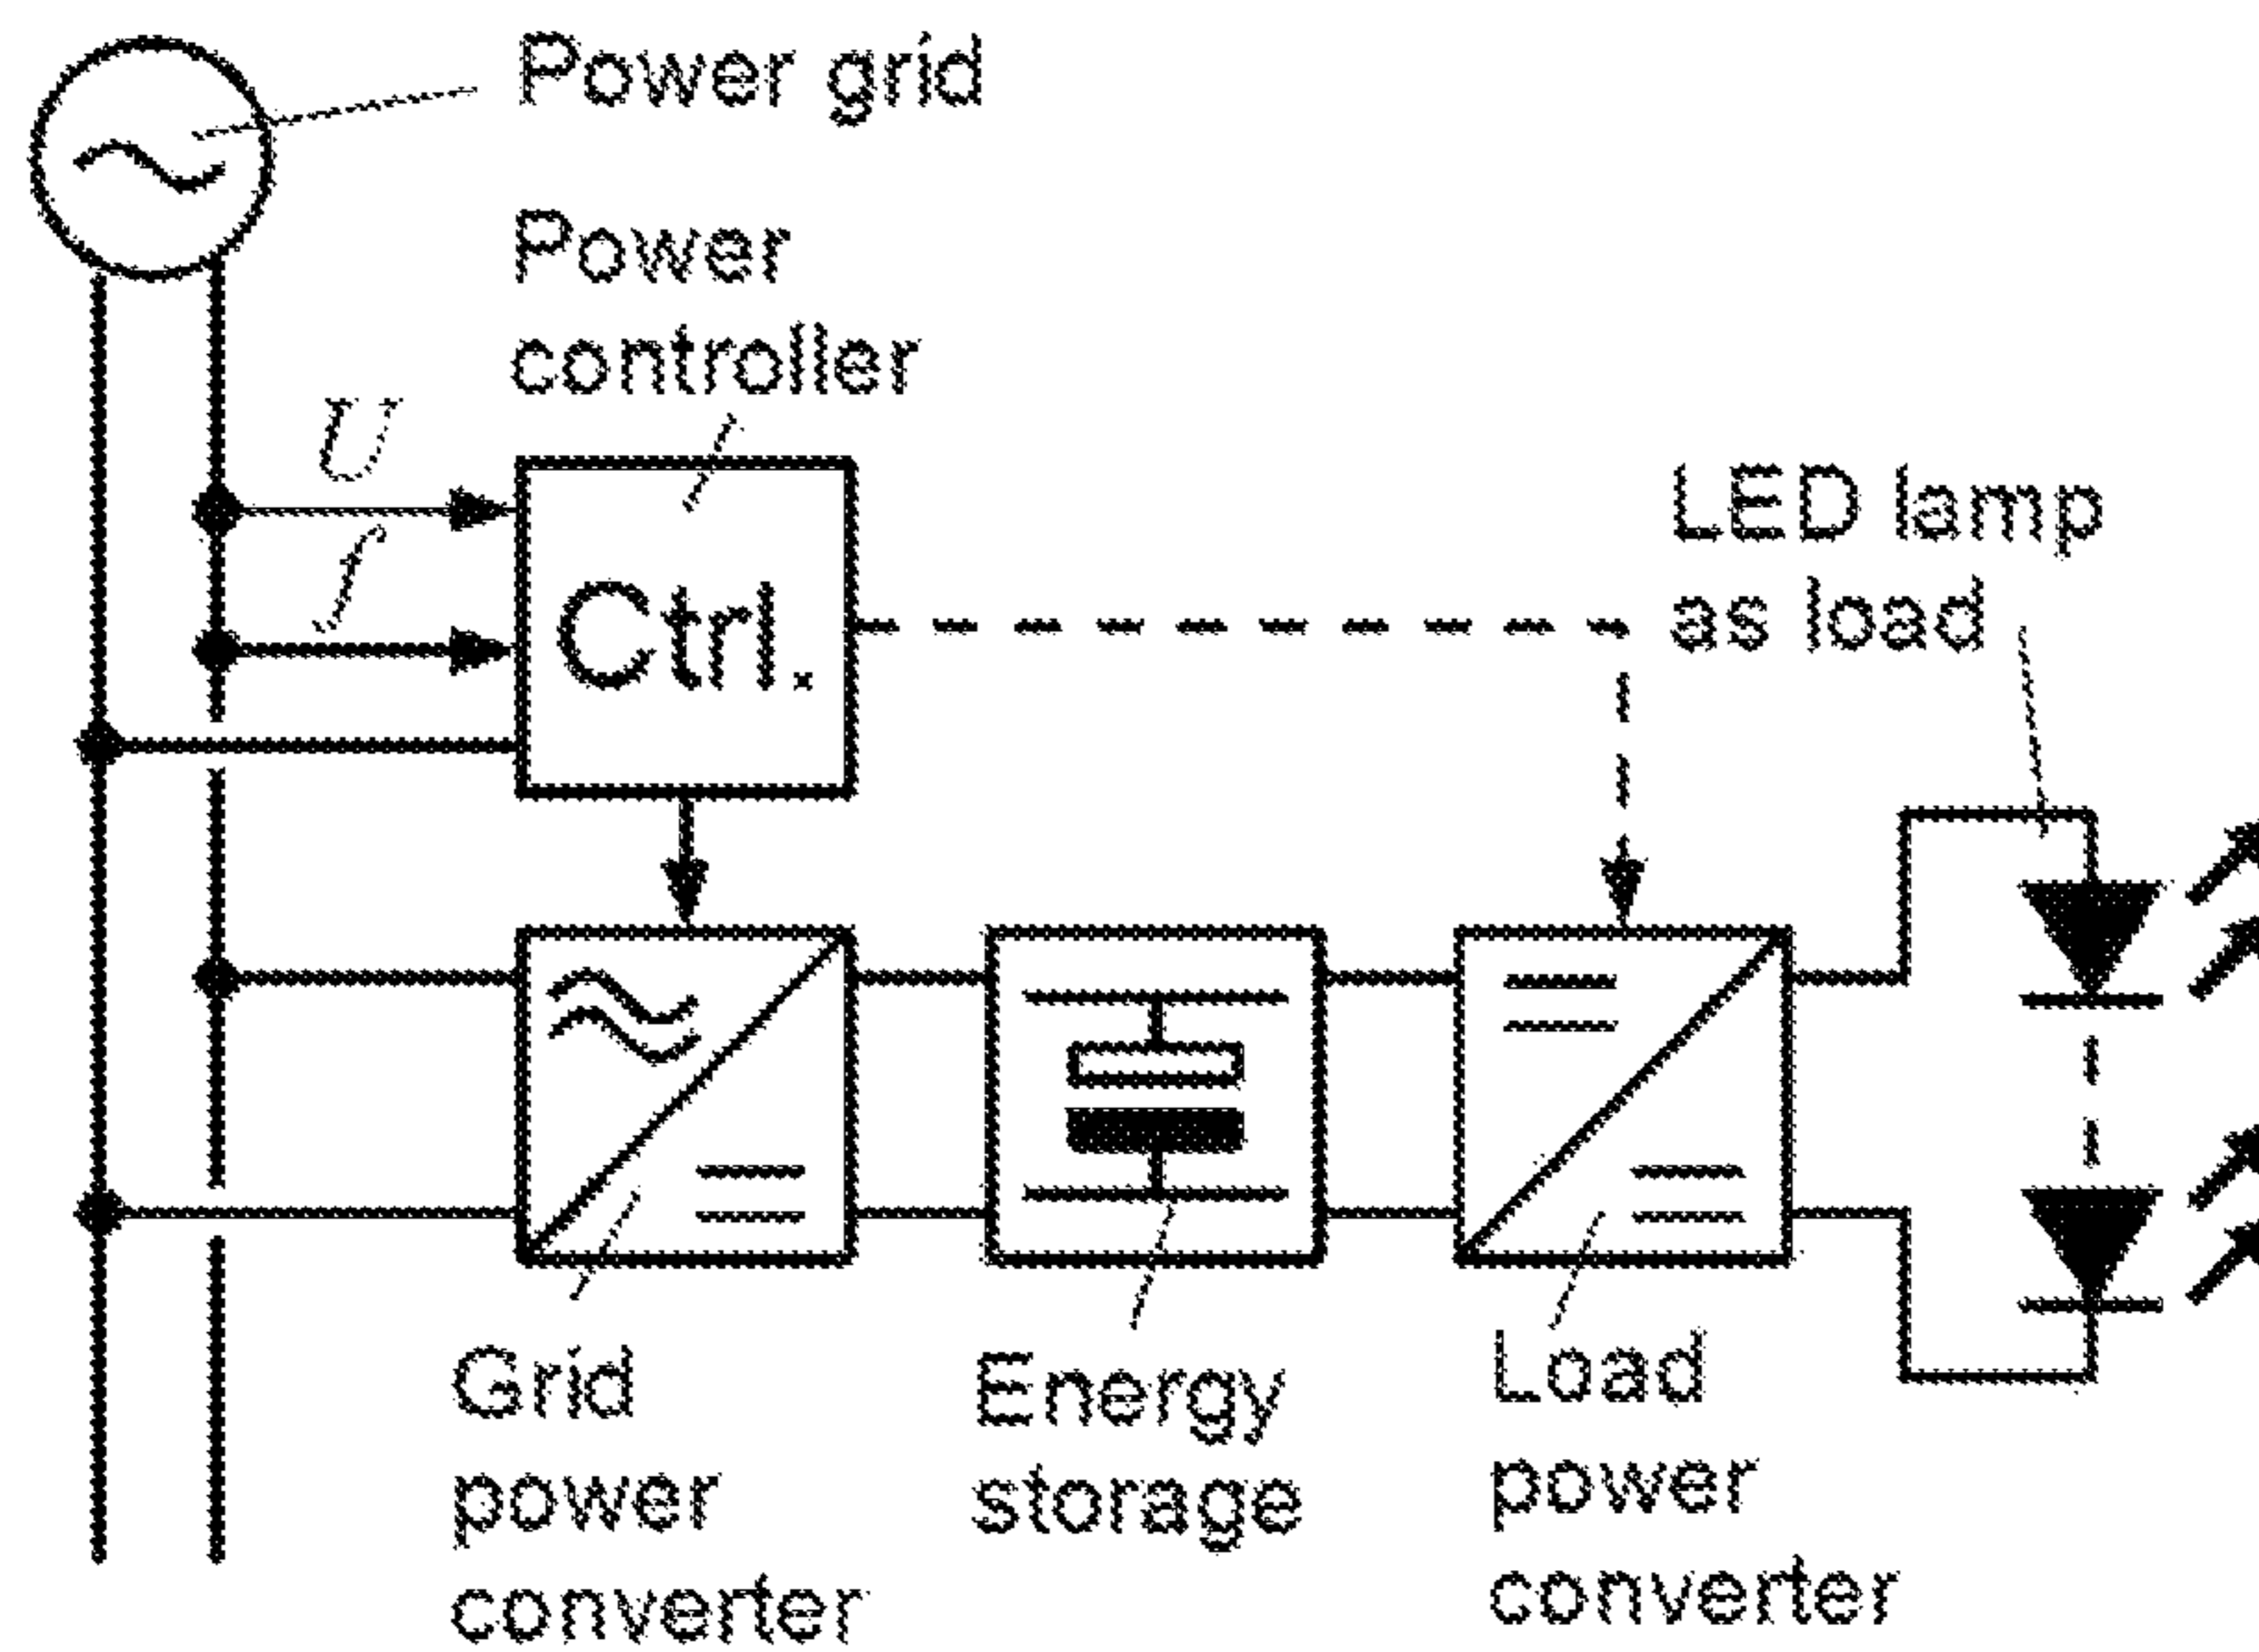 Power grid
Power
controller
U
f
Ctrl.
LED lamp
as load
Grid
power
converter
Energy
storage
Load
power
converter